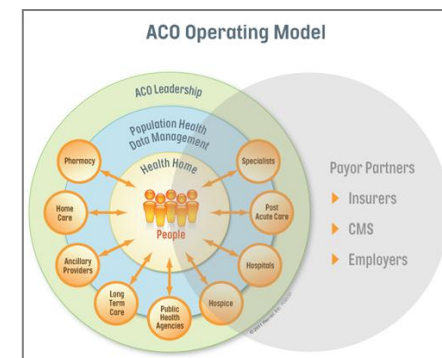 ACO Operating Model
ACO Leadership
Population Health
Data Management
Health Home
Pharmacy
Specialists
Home
Care
Post
Acute Care
People
Ancillary
Providers
Hospitals
Long
Term
Care
Public
Health
Agencies
Hospice
Payor Partners
Insurers
CMS
Employers